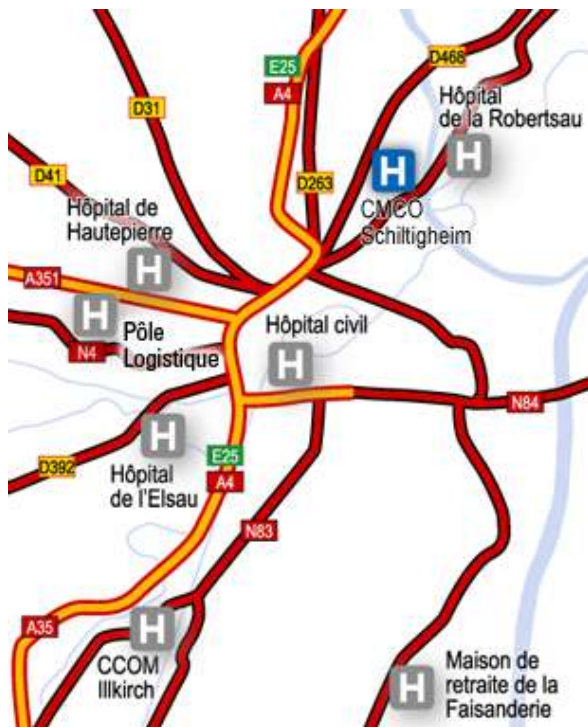 D468
E25
A4
Hôpital
de la Robertsau
D31
H
D41
D263
H
CMCO
Schiltigheim
Hôpital de
Hautepierre
H
A351
H
Pôle
Logistique
Hôpital civil
H
N4
N84
H
E25
A4
D392
Hôpital
de l'Elsau
N83
A35
H
CCOM
Illkirch
H
Maison de
retraite de la
Faisanderie